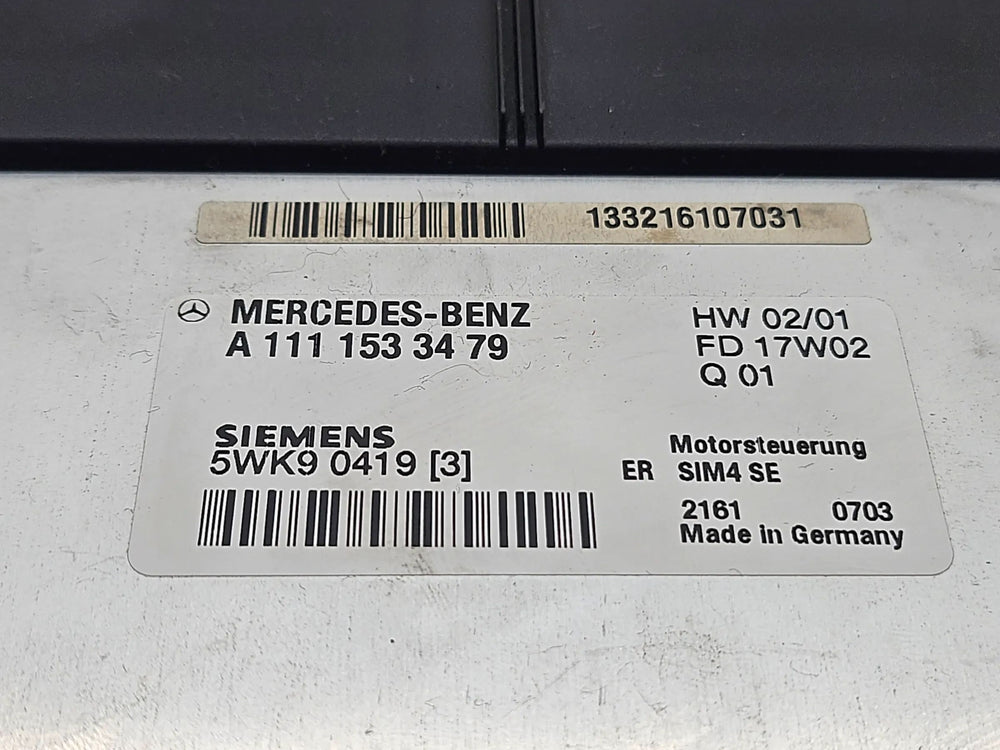 133216107031
MERCEDES-BENZ
A 111 153 34 79
HW 02/01
FD 17W02
Q 01
SIEMENS
5WK9 0419 [3]
Motorsteuerung
ER SIM4 SE
2161 0703
Made in Germany